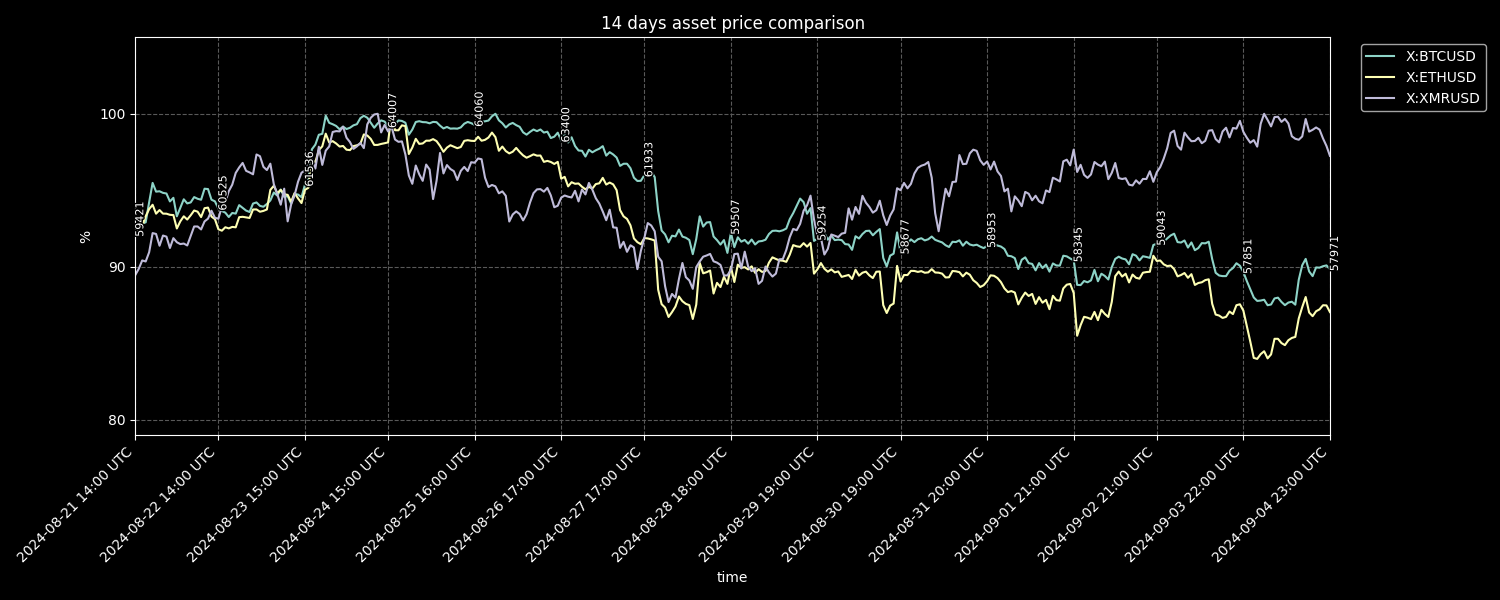 14 days asset price comparison
X:BTCUSD
X:ETHUSD
X:XMRUSD
%
100
90
80
59421
60525
61536
64007
64060
63400
61933
59507
59254
58677
58953
58345
59043
57851
57971
2024-08-21 14:00 UTC
2024-08-22 14:00 UTC
2024-08-23 15:00 UTC
2024-08-24 15:00 UTC
2024-08-25 16:00 UTC
2024-08-26 17:00 UTC
2024-08-27 17:00 UTC
2024-08-28 18:00 UTC
2024-08-29 19:00 UTC
2024-08-30 19:00 UTC
2024-08-31 20:00 UTC
2024-09-01 21:00 UTC
2024-09-02 21:00 UTC
2024-09-03 22:00 UTC
2024-09-04 23:00 UTC
time